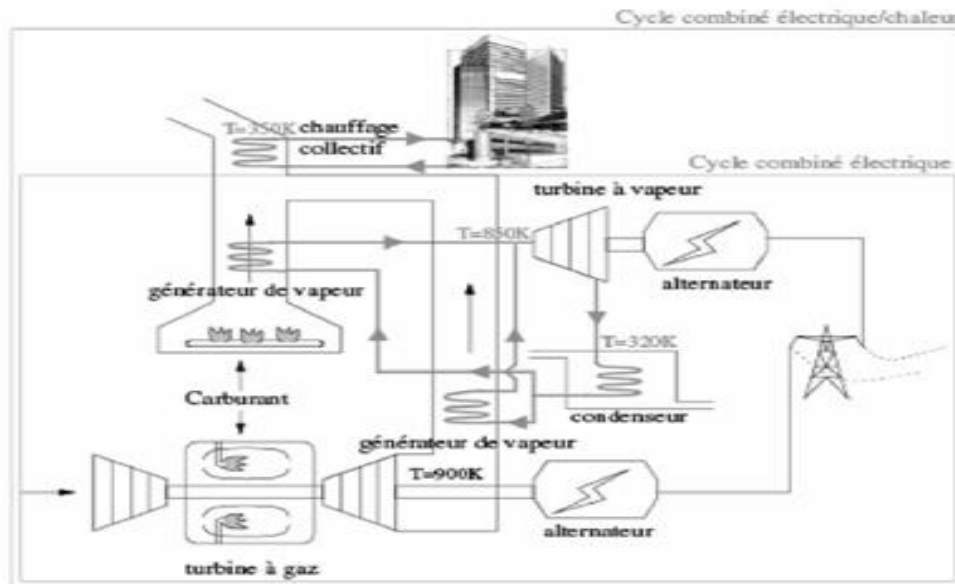 Cycle combiné électrique/chaleur
T=350K
chauffage
collectif
Cycle combiné électrique
turbine à vapeur
T=850K
générateur de vapeur
alternateur
T=320K
Carburant
condenseur
générateur de vapeur
T=900K
alternateur
turbine à gaz